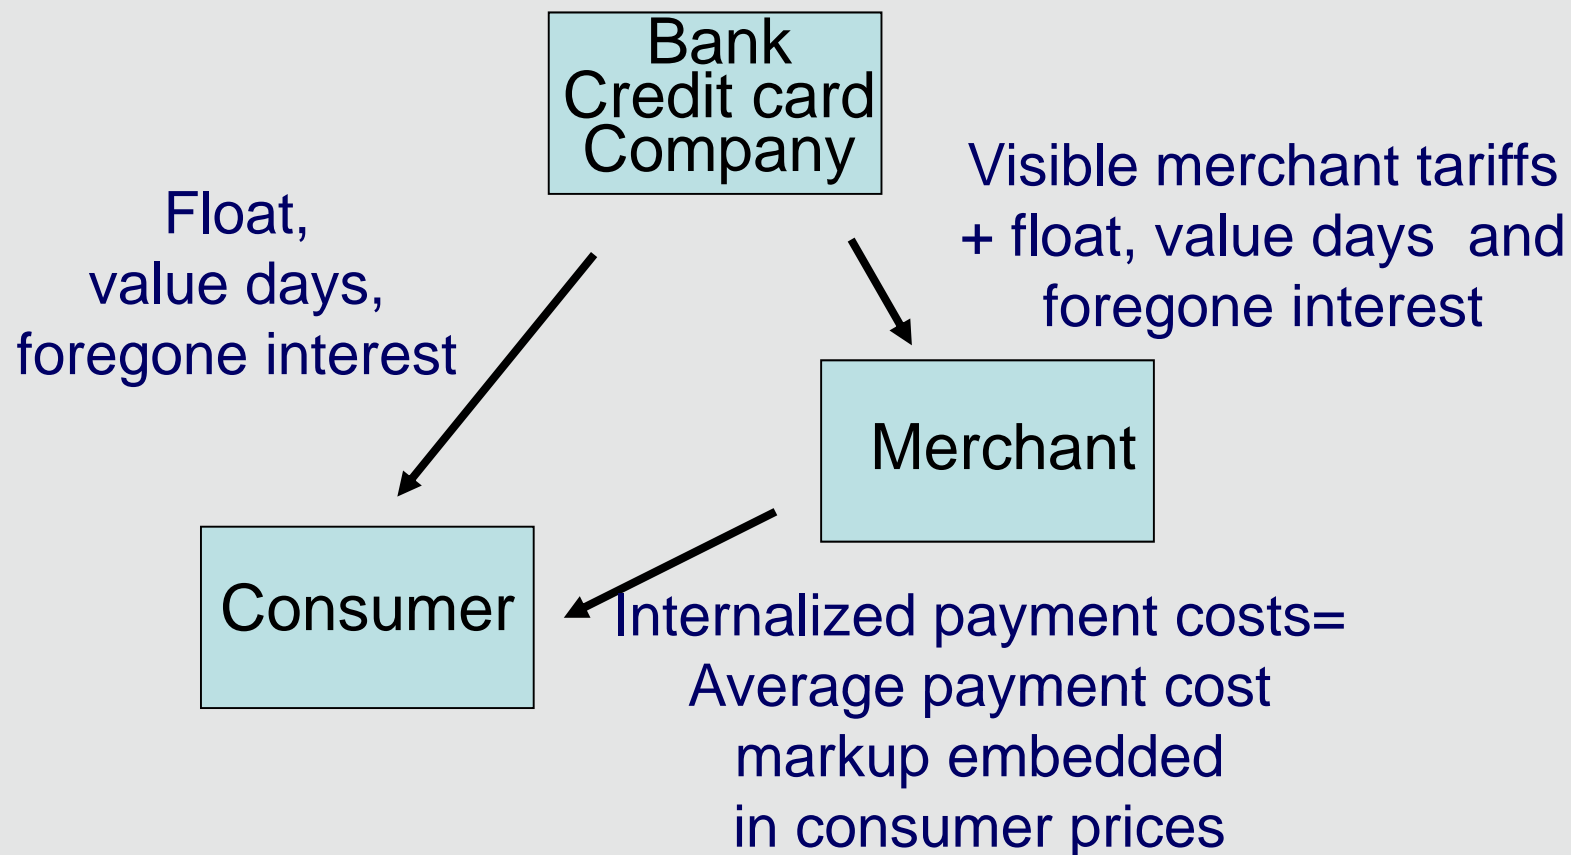 Bank
Credit card
Company
Float,
value days,
foregone interest
Visible merchant tariffs
+ float, value days and
foregone interest
Merchant
Consumer
Internalized payment costs=
Average payment cost
markup embedded
in consumer prices